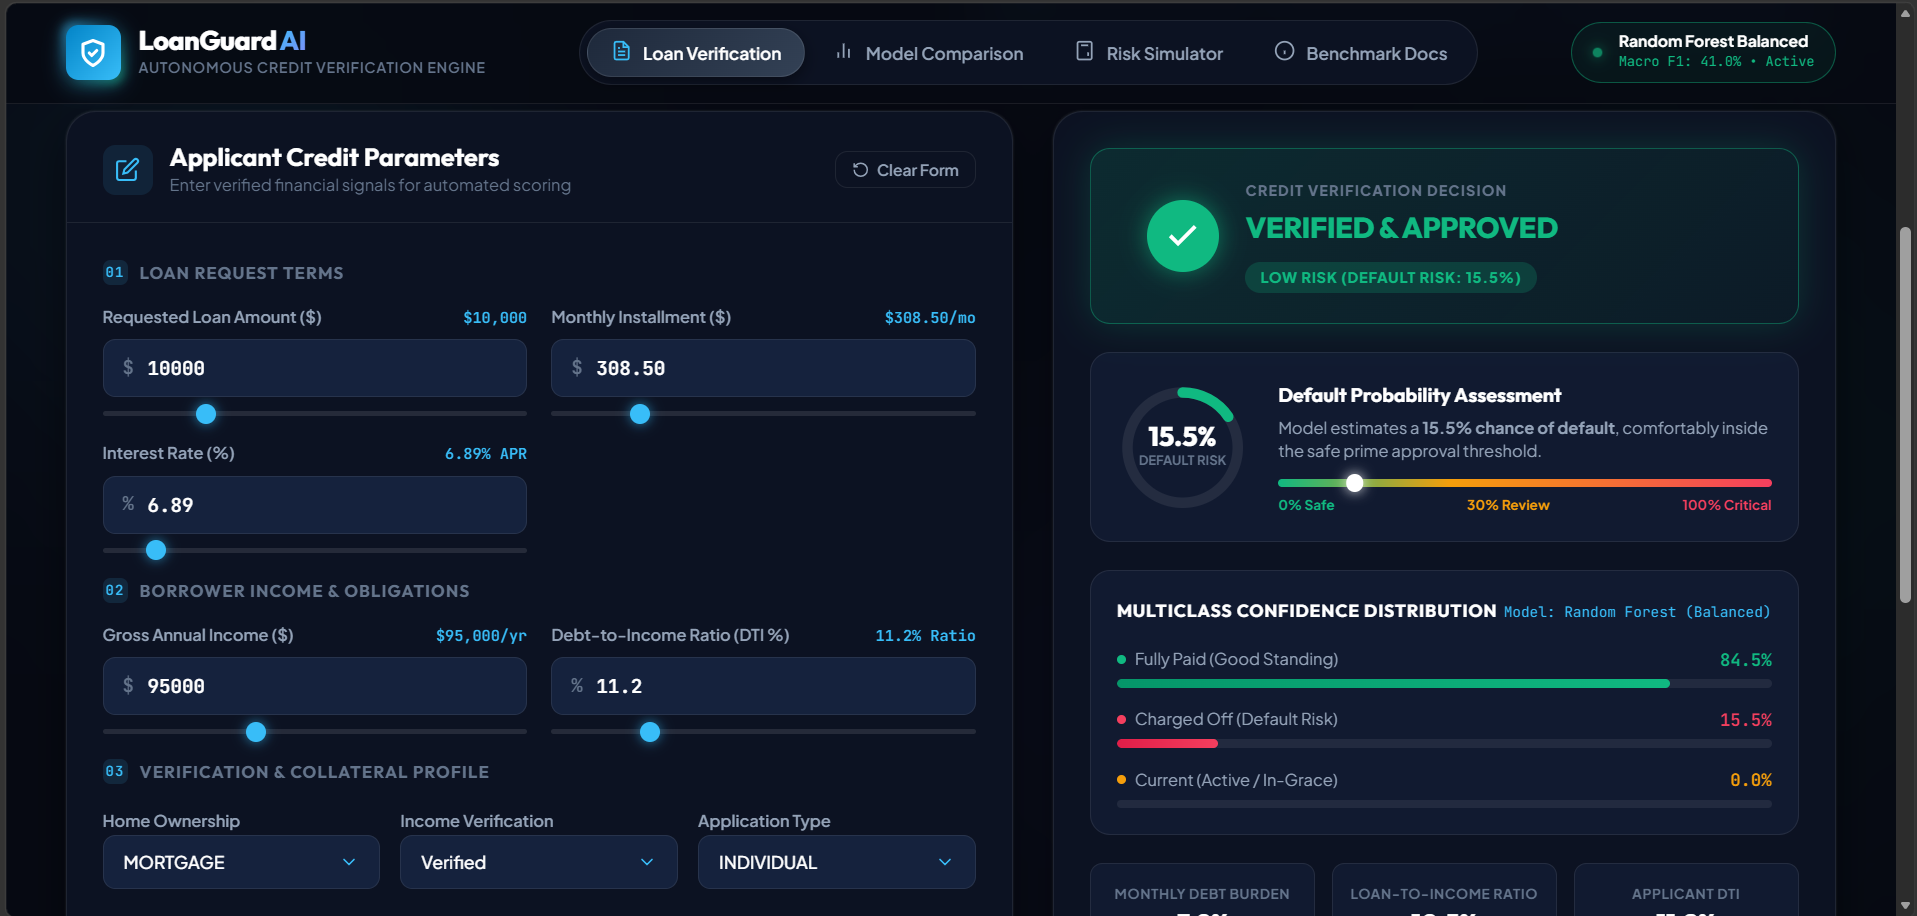 LoanGuard AI
AUTONOMOUS CREDIT VERIFICATION ENGINE
Loan Verification
Model Comparison
Risk Simulator
Benchmark Docs
Random Forest Balanced
Macro F1: 41.0% • Active
Applicant Credit Parameters
Enter verified financial signals for automated scoring
Clear Form
01 LOAN REQUEST TERMS
Requested Loan Amount ($) $10,000
$ 10000
Monthly Installment ($) $308.50/mo
$ 308.50
Interest Rate (%) 6.89% APR
% 6.89
02 BORROWER INCOME & OBLIGATIONS
Gross Annual Income ($) $95,000/yr
$ 95000
Debt-to-Income Ratio (DTI %) 11.2% Ratio
% 11.2
03 VERIFICATION & COLLATERAL PROFILE
Home Ownership
MORTGAGE
Income Verification
Verified
Application Type
INDIVIDUAL
CREDIT VERIFICATION DECISION
VERIFIED & APPROVED
LOW RISK (DEFAULT RISK: 15.5%)
15.5%
DEFAULT RISK
Default Probability Assessment
Model estimates a 15.5% chance of default, comfortably inside
the safe prime approval threshold.
0% Safe 30% Review 100% Critical
MULTICLASS CONFIDENCE DISTRIBUTION Model: Random Forest (Balanced)
Fully Paid (Good Standing) 84.5%
Charged Off (Default Risk) 15.5%
Current (Active / In-Grace) 0.0%
MONTHLY DEBT BURDEN
LOAN-TO-INCOME RATIO
APPLICANT DTI